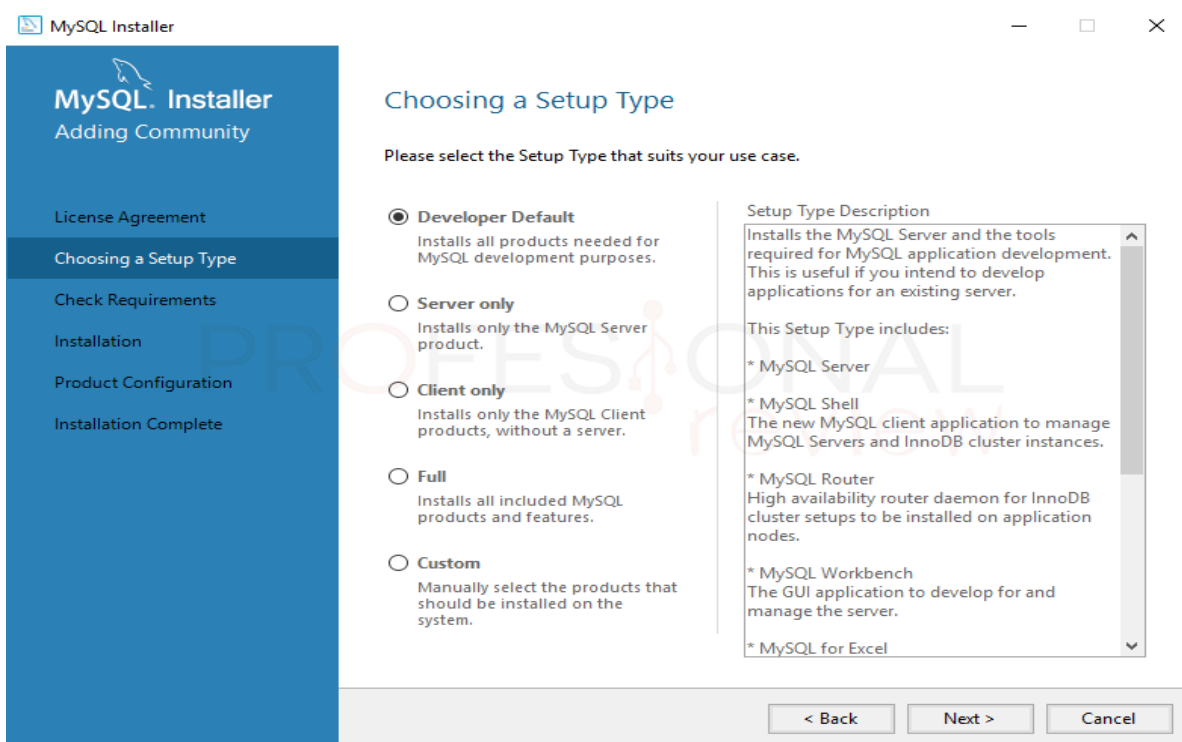 MySQL Installer
MySQL. Installer
Adding Community
License Agreement
Choosing a Setup Type
Check Requirements
Installation
Product Configuration
Installation Complete
Choosing a Setup Type
Please select the Setup Type that suits your use case.
Developer Default
Installs all products needed for
MySQL development purposes.
Server only
Installs only the MySQL Server
product.
Client only
Installs only the MySQL Client
products, without a server.
Full
Installs all included MySQL
products and features.
Custom
Manually select the products that
should be installed on the
system.
Setup Type Description
Installs the MySQL Server and the tools
required for MySQL application development.
This is useful if you intend to develop
applications for an existing server.
This Setup Type includes:
* MySQL Server
* MySQL Shell
The new MySQL client application to manage
MySQL Servers and InnoDB cluster instances.
* MySQL Router
High availability router daemon for InnoDB
cluster setups to be installed on application
nodes.
* MySQL Workbench
The GUI application to develop for and
manage the server.
* MySQL for Excel
PROFESIONAL
review
< Back
Next >
Cancel